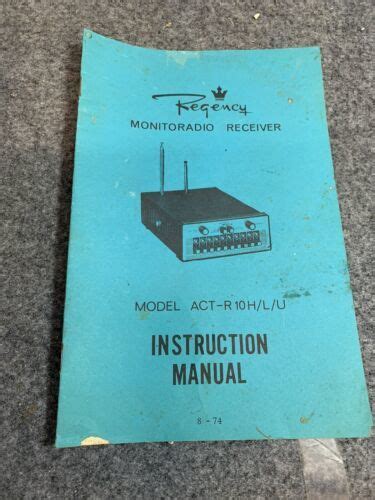 Regency
MONITORADIO RECEIVER
MODEL ACT-R10H/L/U
INSTRUCTION
MANUAL
8 - 74